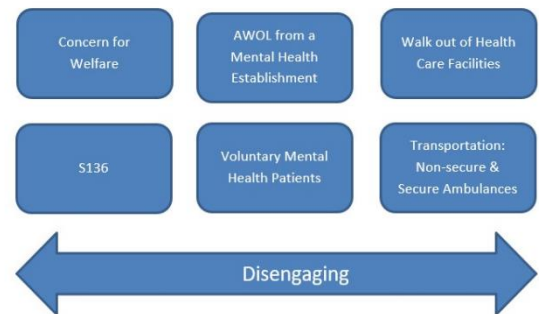 Concern for
Welfare
AWOL from a
Mental Health
Establishment
Walk out of Health
Care Facilities
S136
Voluntary Mental
Health Patients
Transportation:
Non-secure &
Secure Ambulances
Disengaging